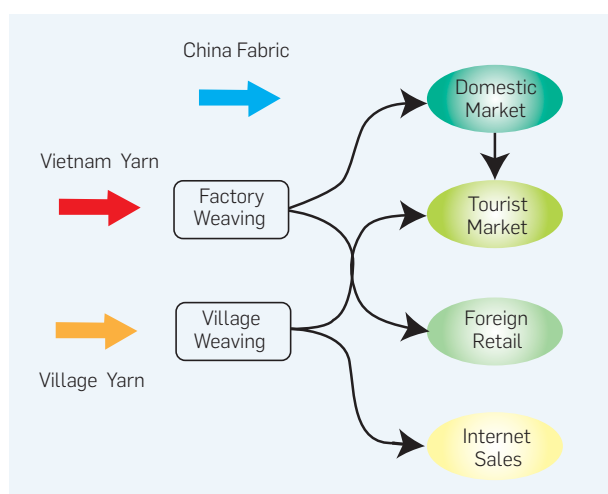 China Fabric
Domestic
Market
Vietnam Yarn
Factory
Weaving
Tourist
Market
Village
Weaving
Foreign
Retail
Village Yarn
Internet
Sales